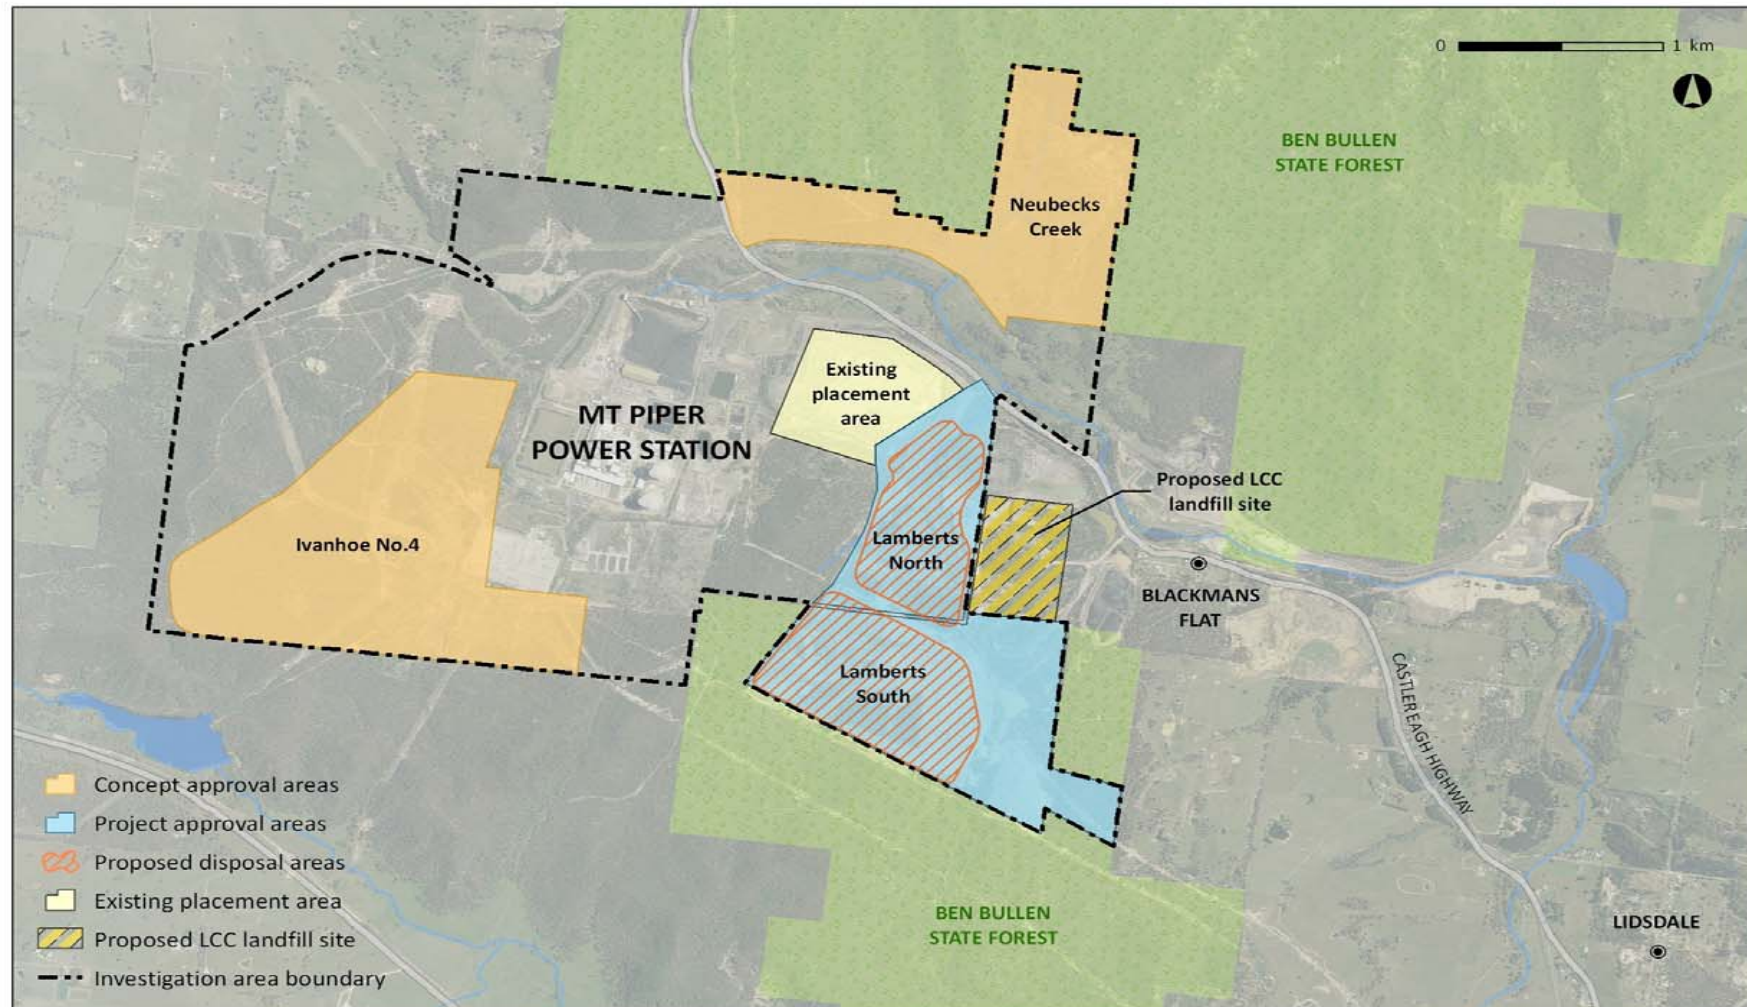 0 1 km
BEN BULLEN
STATE FOREST
Neubecks
Creek
Existing
placement
area
MT PIPER
POWER STATION
Proposed LCC
landfill site
Ivanhoe No.4
Lamberts
North
BLACKMANS
FLAT
Lamberts
South
CASTLEREAGH HIGHWAY
Concept approval areas
Project approval areas
Proposed disposal areas
Existing placement area
Proposed LCC landfill site
Investigation area boundary
BEN BULLEN
STATE FOREST
LIDSDALE